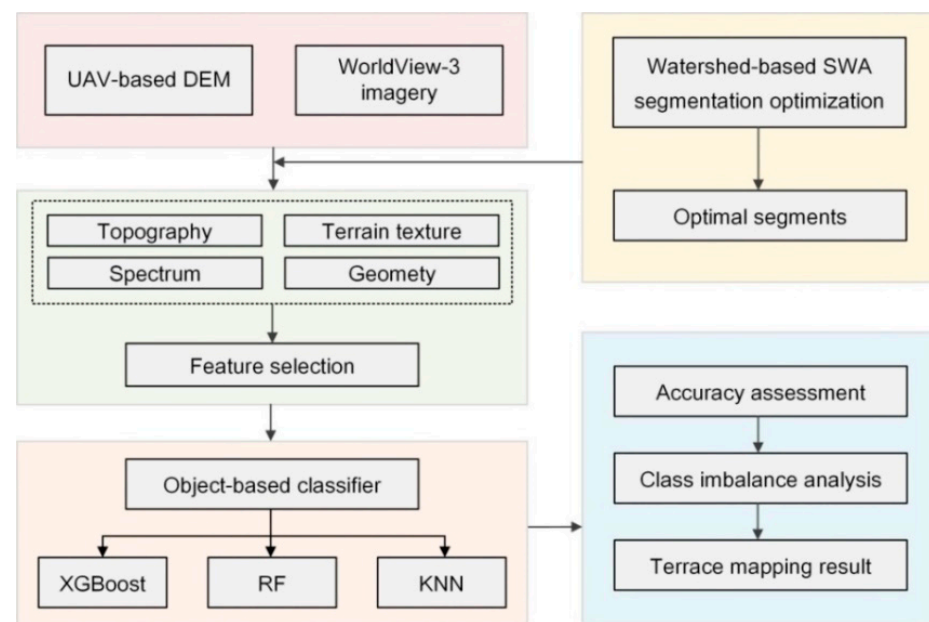 UAV-based DEM
WorldView-3
imagery
Watershed-based SWA
segmentation optimization
Optimal segments
Topography
Terrain texture
Spectrum
Geomety
Feature selection
Object-based classifier
XGBoost
RF
KNN
Accuracy assessment
Class imbalance analysis
Terrace mapping result